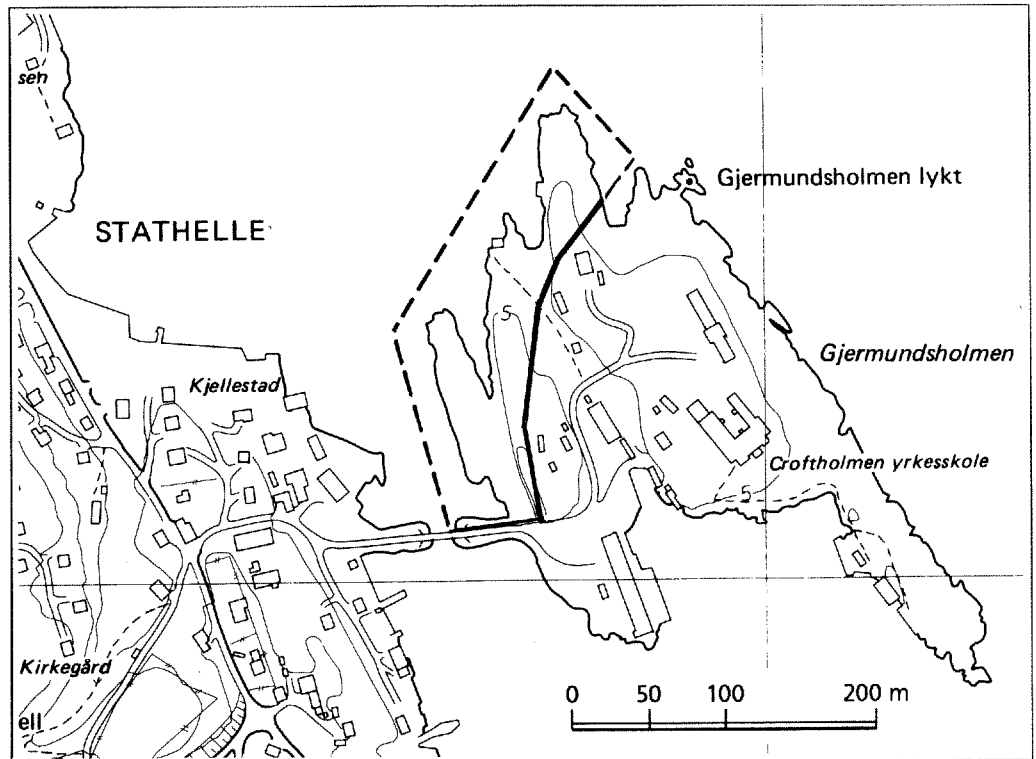 seh
Gjermundsholmen lykt
STATHELLE
5
Gjermundsholmen
Kjellestad
Croftholmen yrkesskole
5
Kirkegård
ell
0 50 100 200 m